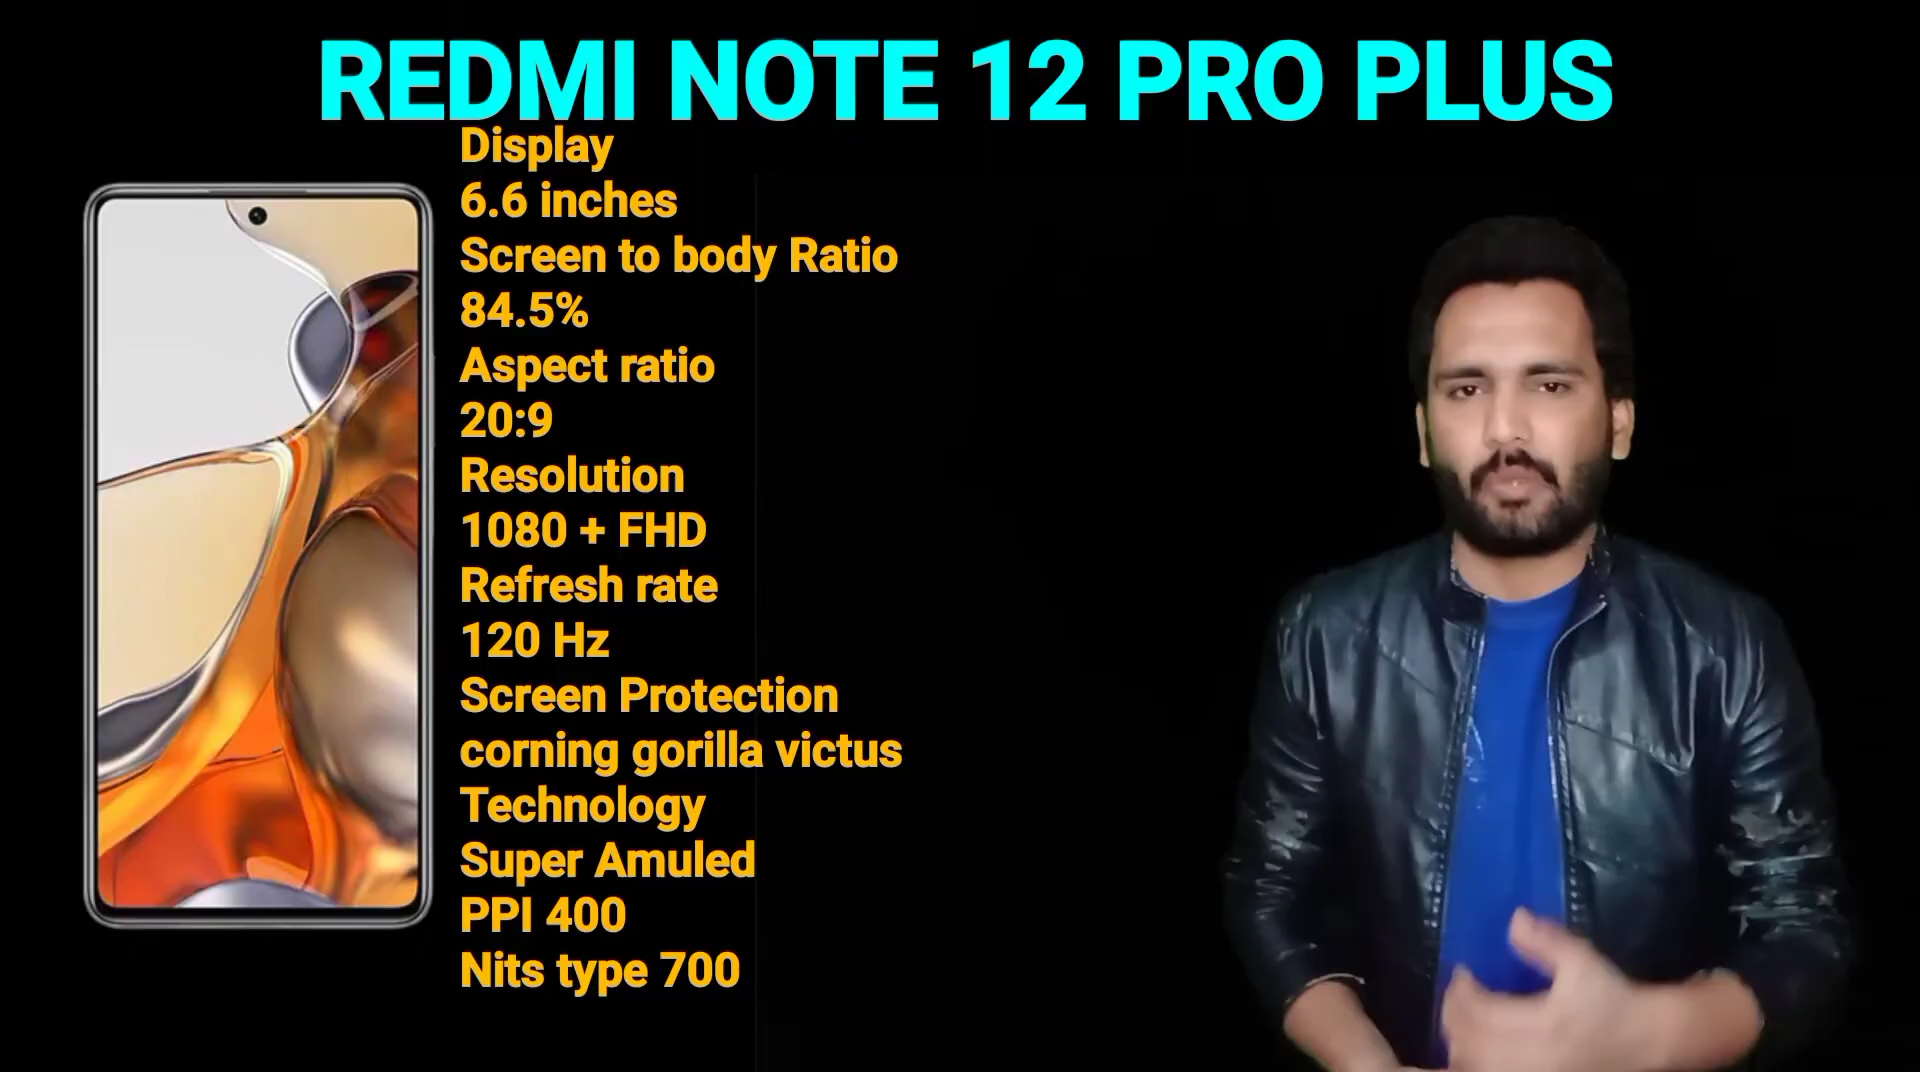 REDMI NOTE 12 PRO PLUS
Display
6.6 inches
Screen to body Ratio
84.5%
Aspect ratio
20:9
Resolution
1080 + FHD
Refresh rate
120 Hz
Screen Protection
corning gorilla victus
Technology
Super Amuled
PPI 400
Nits type 700